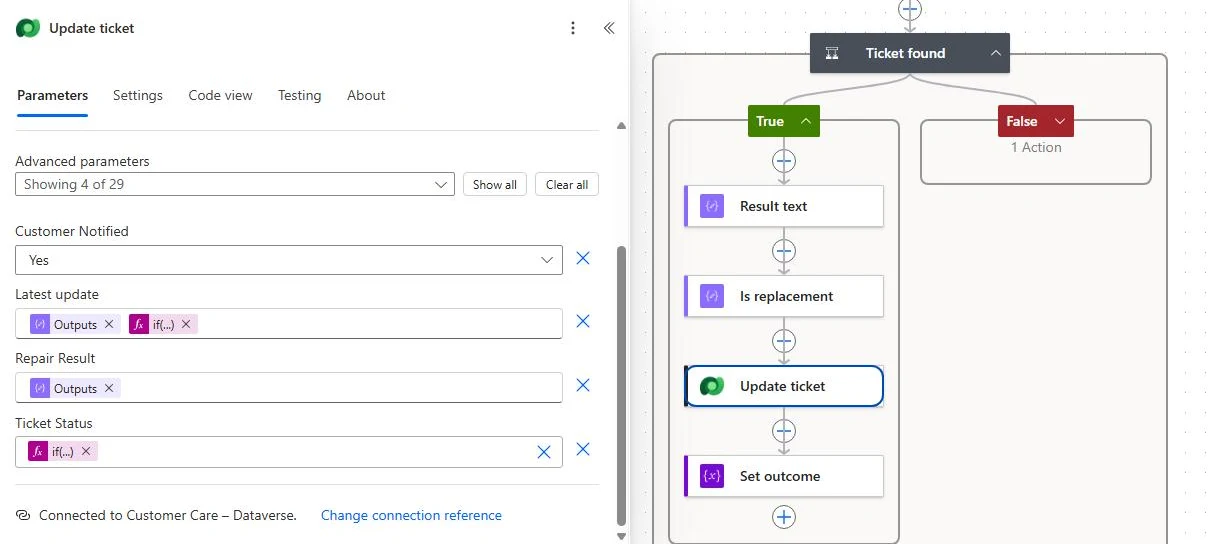 Update ticket
Parameters
Settings
Code view
Testing
About
Advanced parameters
Showing 4 of 29
Show all
Clear all
Customer Notified
Yes
Latest update
Outputs
fx if(...)
Repair Result
Outputs
Ticket Status
fx if(...)
Connected to Customer Care – Dataverse.
Change connection reference
Ticket found
True
False
1 Action
Result text
Is replacement
Update ticket
{x} Set outcome